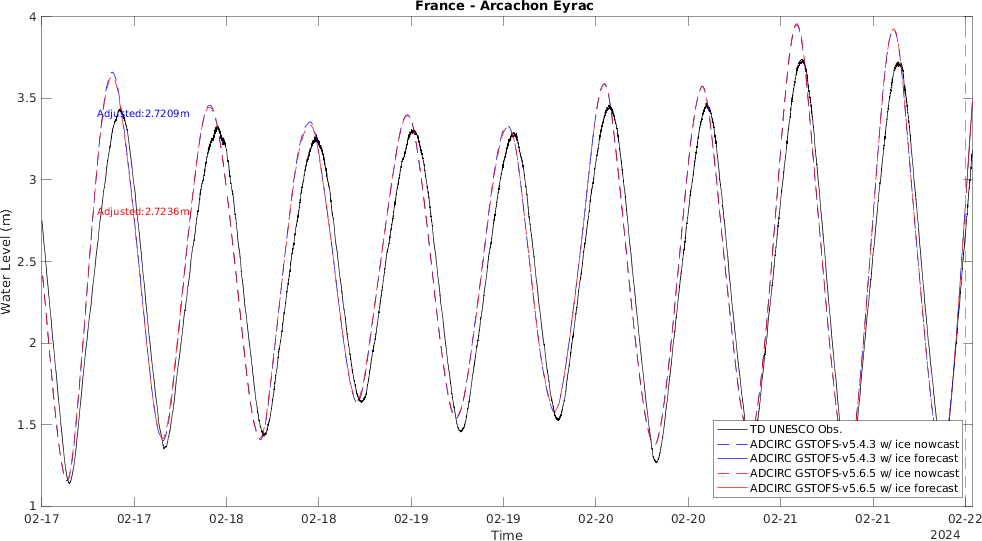 France - Arcachon Eyrac
4
3.5
3
2.5
2
1.5
1
Water Level (m)
Adjusted:2.7209m
Adjusted:2.7236m
TD UNESCO Obs.
ADCIRC GSTOFS-v5.4.3 w/ ice nowcast
ADCIRC GSTOFS-v5.4.3 w/ ice forecast
ADCIRC GSTOFS-v5.6.5 w/ ice nowcast
ADCIRC GSTOFS-v5.6.5 w/ ice forecast
02-17 02-17 02-18 02-18 02-19 02-19 02-20 02-20 02-21 02-21 02-22
Time
2024